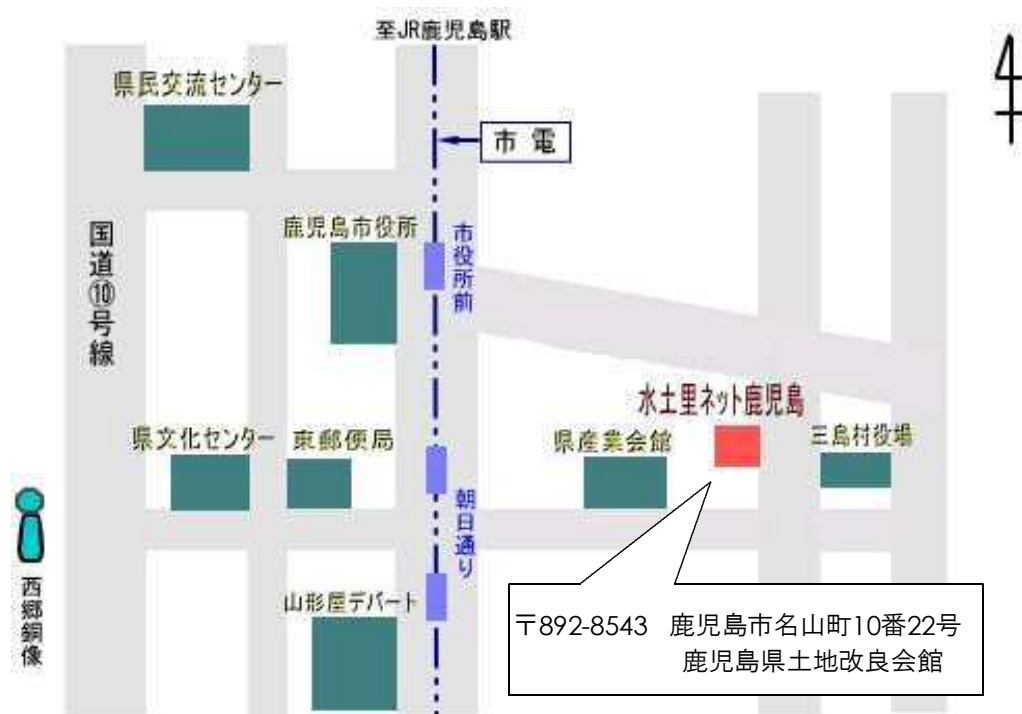 至JR鹿児島駅
県民交流センター
市電
国道⑩号線
鹿児島市役所
市役所前
水土里ネット鹿児島
県文化センター
東郵便局
県産業会館
三島村役場
朝日通り
西郷銅像
山形屋デパート
〒892-8543 鹿児島市名山町10番22号
鹿児島県土地改良会館